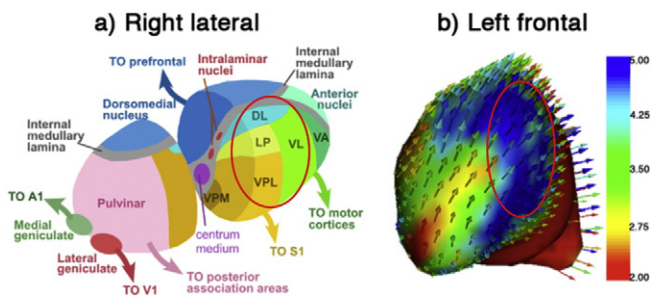 a) Right lateral
b) Left frontal
TO prefrontal
Intralaminar
nuclei
Internal
medullary
lamina
Dorsomedial
nucleus
Anterior
nuclei
Internal
medullary
lamina
DL
LP
VL
VA
VPL
VPM
Pulvinar
TO A1
Medial
geniculate
centrum
medium
TO motor
cortices
Lateral
geniculate
TO S1
TO V1
TO posterior
association areas
5.00
4.25
3.50
2.75
2.00